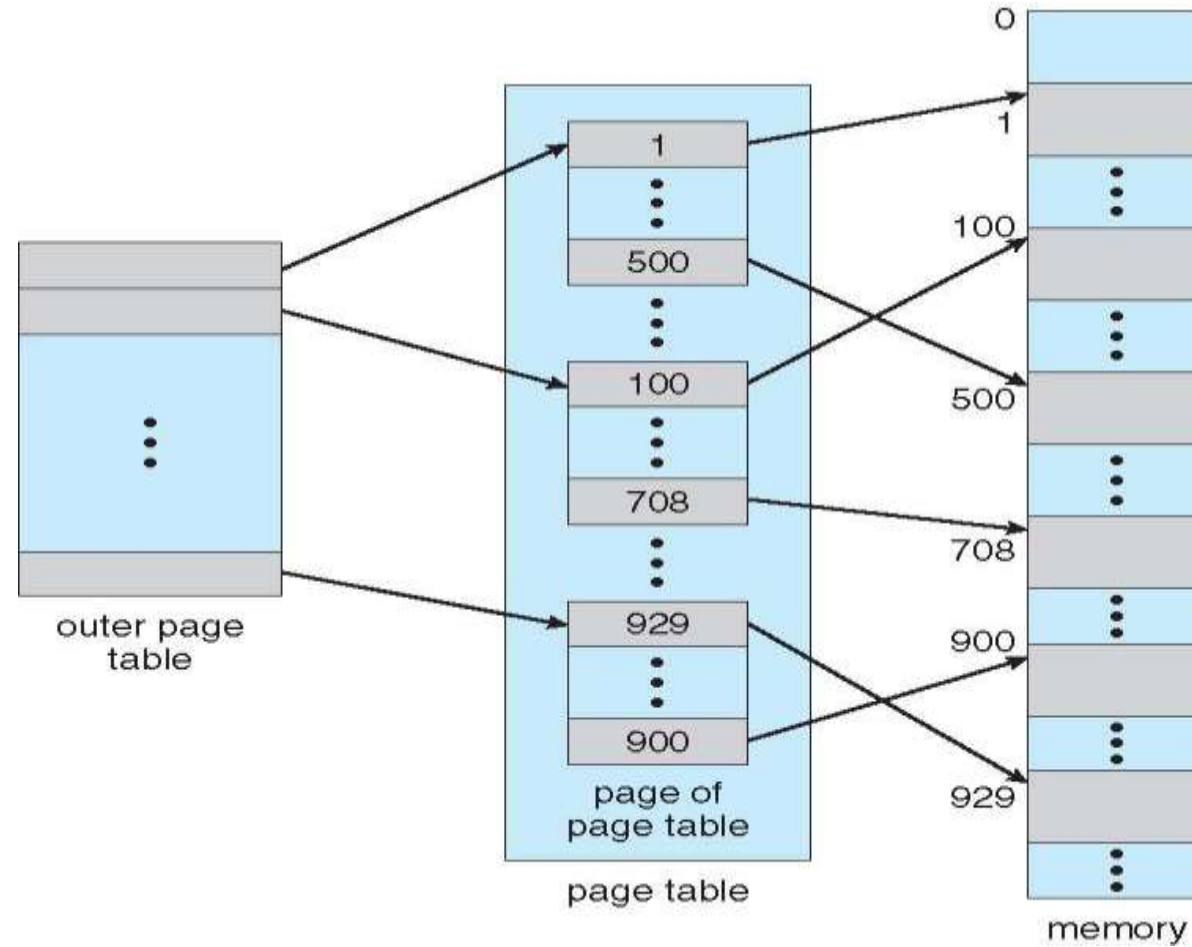 outer page
table
1
500
100
708
929
900
page of
page table
page table
0
1
100
500
708
900
929
memory